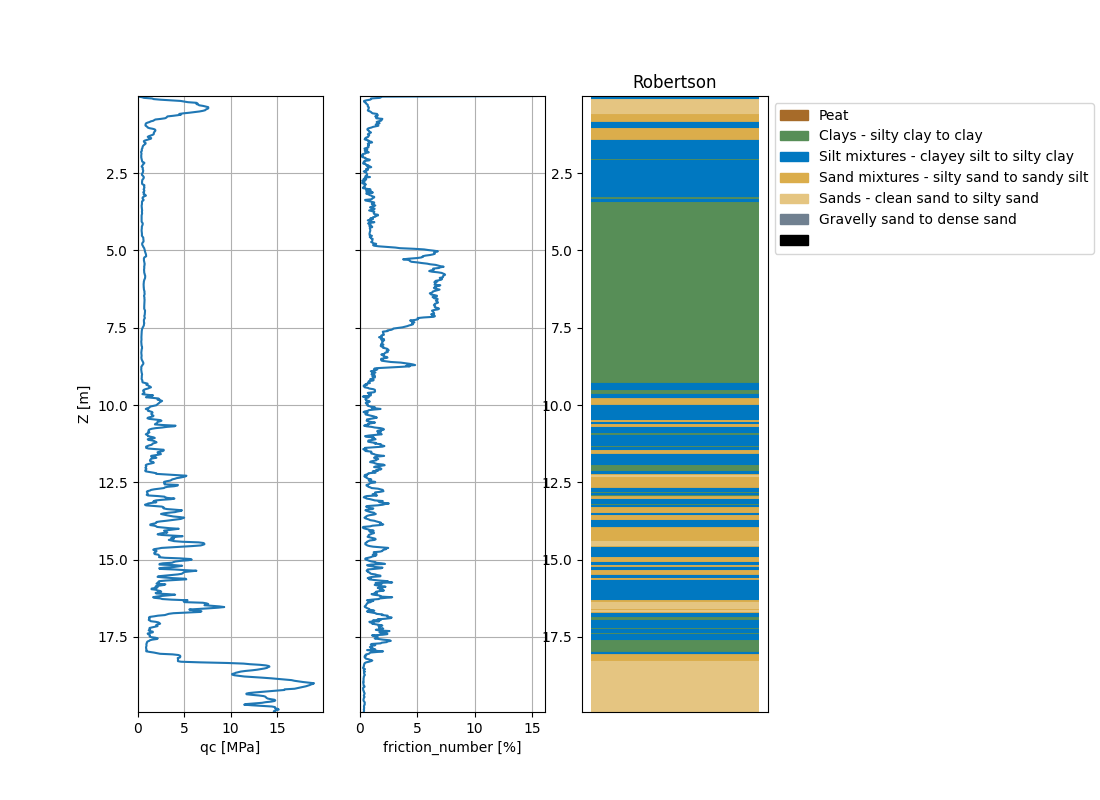 Robertson
Peat
Clays - silty clay to clay
Silt mixtures - clayey silt to silty clay
Sand mixtures - silty sand to sandy silt
Sands - clean sand to silty sand
Gravelly sand to dense sand
2.5
5.0
7.5
10.0
12.5
15.0
17.5
Z [m]
2.5
5.0
7.5
10.0
12.5
15.0
17.5
0 5 10 15
qc [MPa]
0 5 10 15
friction_number [%]